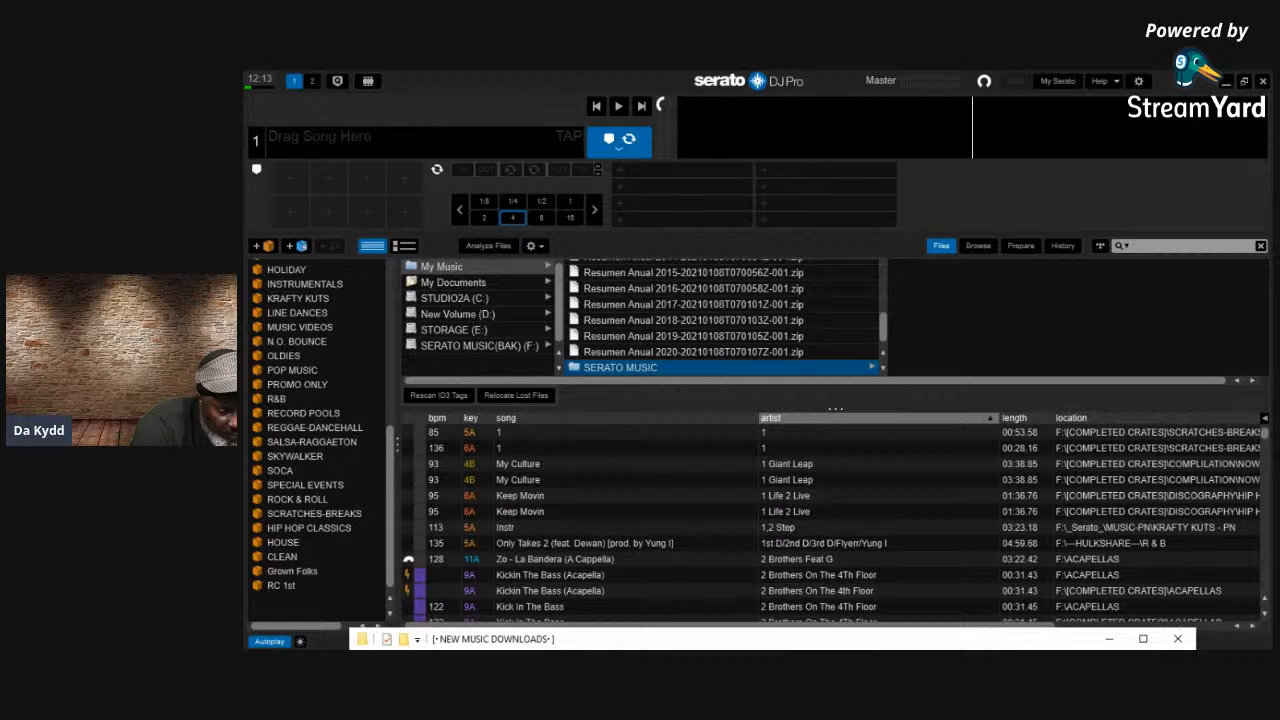 Powered by
StreamYard
12:13
1 2
serato DJ Pro
Master
My Serato
Help
1 Drag Song Here TAP
1/8 1/4 1/2 1
2 4 8 16
Analyze Files
Files Browse Prepare History
HOLIDAY
INSTRUMENTALS
KRAFTY KUTS
LINE DANCES
MUSIC VIDEOS
N.O. BOUNCE
OLDIES
POP MUSIC
PROMO ONLY
R&B
RECORD POOLS
REGGAE-DANCEHALL
SALSA-RAGGAETON
SKYWALKER
SOCA
SPECIAL EVENTS
ROCK & ROLL
SCRATCHES-BREAKS
HIP HOP CLASSICS
HOUSE
CLEAN
Grown Folks
RC 1st
Autoplay
My Music
My Documents
STUDIO2A (C:)
New Volume (D:)
STORAGE (E:)
SERATO MUSIC(BAK) (F:)
Resumen Anual 2015-20210108T070056Z-001.zip
Resumen Anual 2016-20210108T070058Z-001.zip
Resumen Anual 2017-20210108T070101Z-001.zip
Resumen Anual 2018-20210108T070103Z-001.zip
Resumen Anual 2019-20210108T070105Z-001.zip
Resumen Anual 2020-20210108T070107Z-001.zip
SERATO MUSIC
Rescan ID3 Tags Relocate Lost Files
bpm key song artist length location
85 5A 1 1 00:53.58 F:\[COMPLETED CRATES]\SCRATCHES-BREAKS
136 6A 1 1 00:28.16 F:\[COMPLETED CRATES]\SCRATCHES-BREAKS
93 4B My Culture 1 Giant Leap 03:38.85 F:\[COMPLETED CRATES]\COMPLILATION\NOW
93 4B My Culture 1 Giant Leap 03:38.85 F:\[COMPLETED CRATES]\COMPLILATION\NOW
95 6A Keep Movin 1 Life 2 Live 01:36.76 F:\[COMPLETED CRATES]\DISCOGRAPHY\HIP H
95 6A Keep Movin 1 Life 2 Live 01:36.76 F:\[COMPLETED CRATES]\DISCOGRAPHY\HIP H
113 5A Instr 1,2 Step 03:23.18 F:\_Serato_\MUSIC-PN\KRAFTY KUTS - PN
135 5A Only Takes 2 (feat. Dewan) [prod. by Yung I] 1st D/2nd D/3rd D/Flyerr/Yung I 04:59.68 F:\---HULKSHARE---\R & B
128 11A Zo - La Bandera (A Cappella) 2 Brothers Feat G 03:22.42 F:\ACAPELLAS
9A Kickin The Bass (Acapella) 2 Brothers On The 4Th Floor 00:31.43 F:\ACAPELLAS
9A Kickin The Bass (Acapella) 2 Brothers On The 4th Floor 00:31.43 F:\[COMPLETED CRATES]\ACAPELLAS
122 9A Kick In The Bass 2 Brothers On The 4Th Floor 00:31.45 F:\ACAPELLAS
[•NEW MUSIC DOWNLOADS•]
Da Kydd